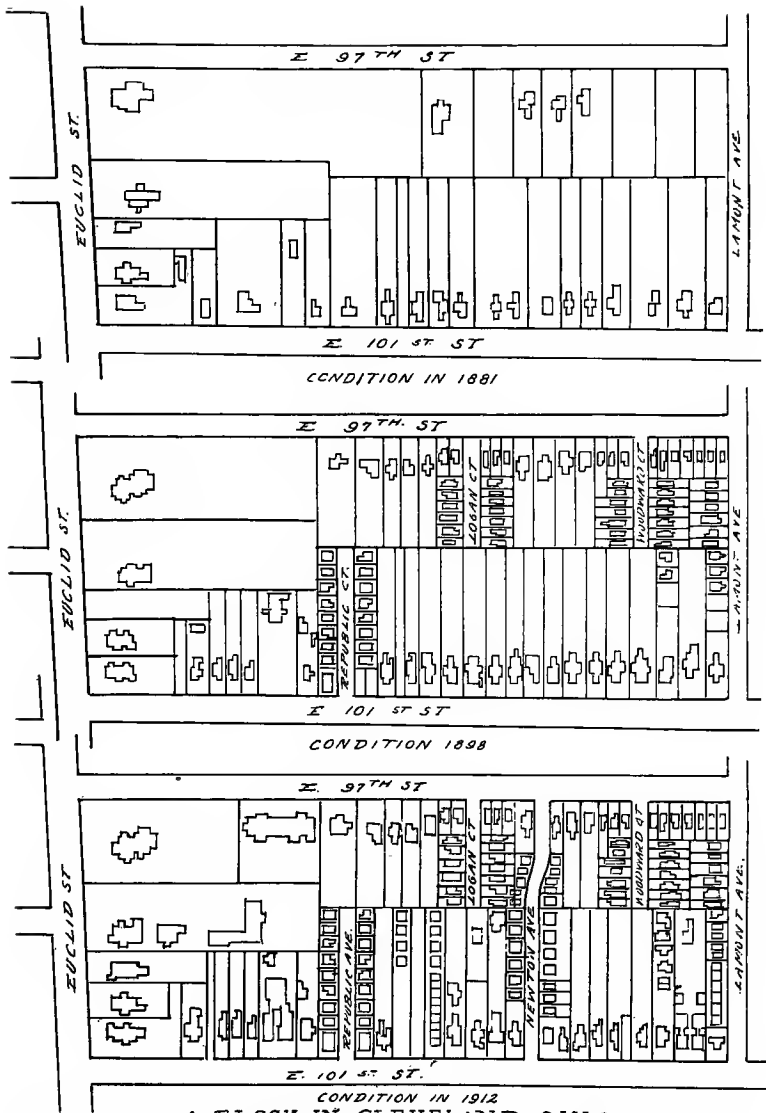 E 97TH ST
EUCLID ST.
LAMONT AVE
E 101 ST ST
CONDITION IN 1881
E 97TH. ST
LOGAN CT
WOODWARD CT
EUCLID ST.
REPUBLIC CT.
LAMONT AVE
E 101 ST ST
CONDITION 1898
E. 97TH ST
LOGAN CT
WOODWARD CT
EUCLID ST
REPUBLIC AVE.
NEWTON AVE
LAMONT AVE.
E. 101 ST. ST.
CONDITION IN 1912